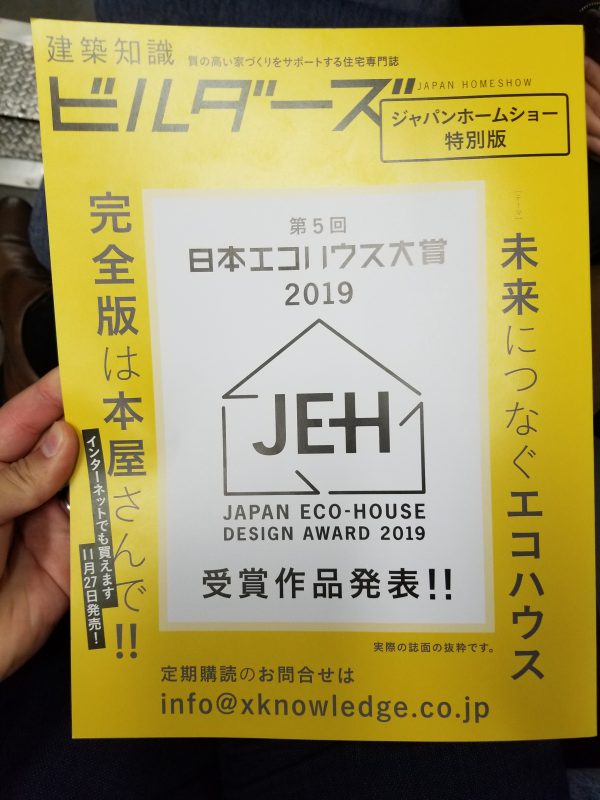 建築知識
質の高い家づくりをサポートする住宅専門誌
ビルダーズ
JAPAN HOMESHOW
ジャパンホームショー
特別版
[テーマ]
未来につなぐエコハウス
第5回
日本エコハウス大賞
2019
JEH
JAPAN ECO-HOUSE
DESIGN AWARD 2019
受賞作品発表!!
完全版は本屋さんで!!
インターネットでも買えます
11月27日発売!
実際の誌面の抜粋です。
定期購読のお問合せは
info@xknowledge.co.jp